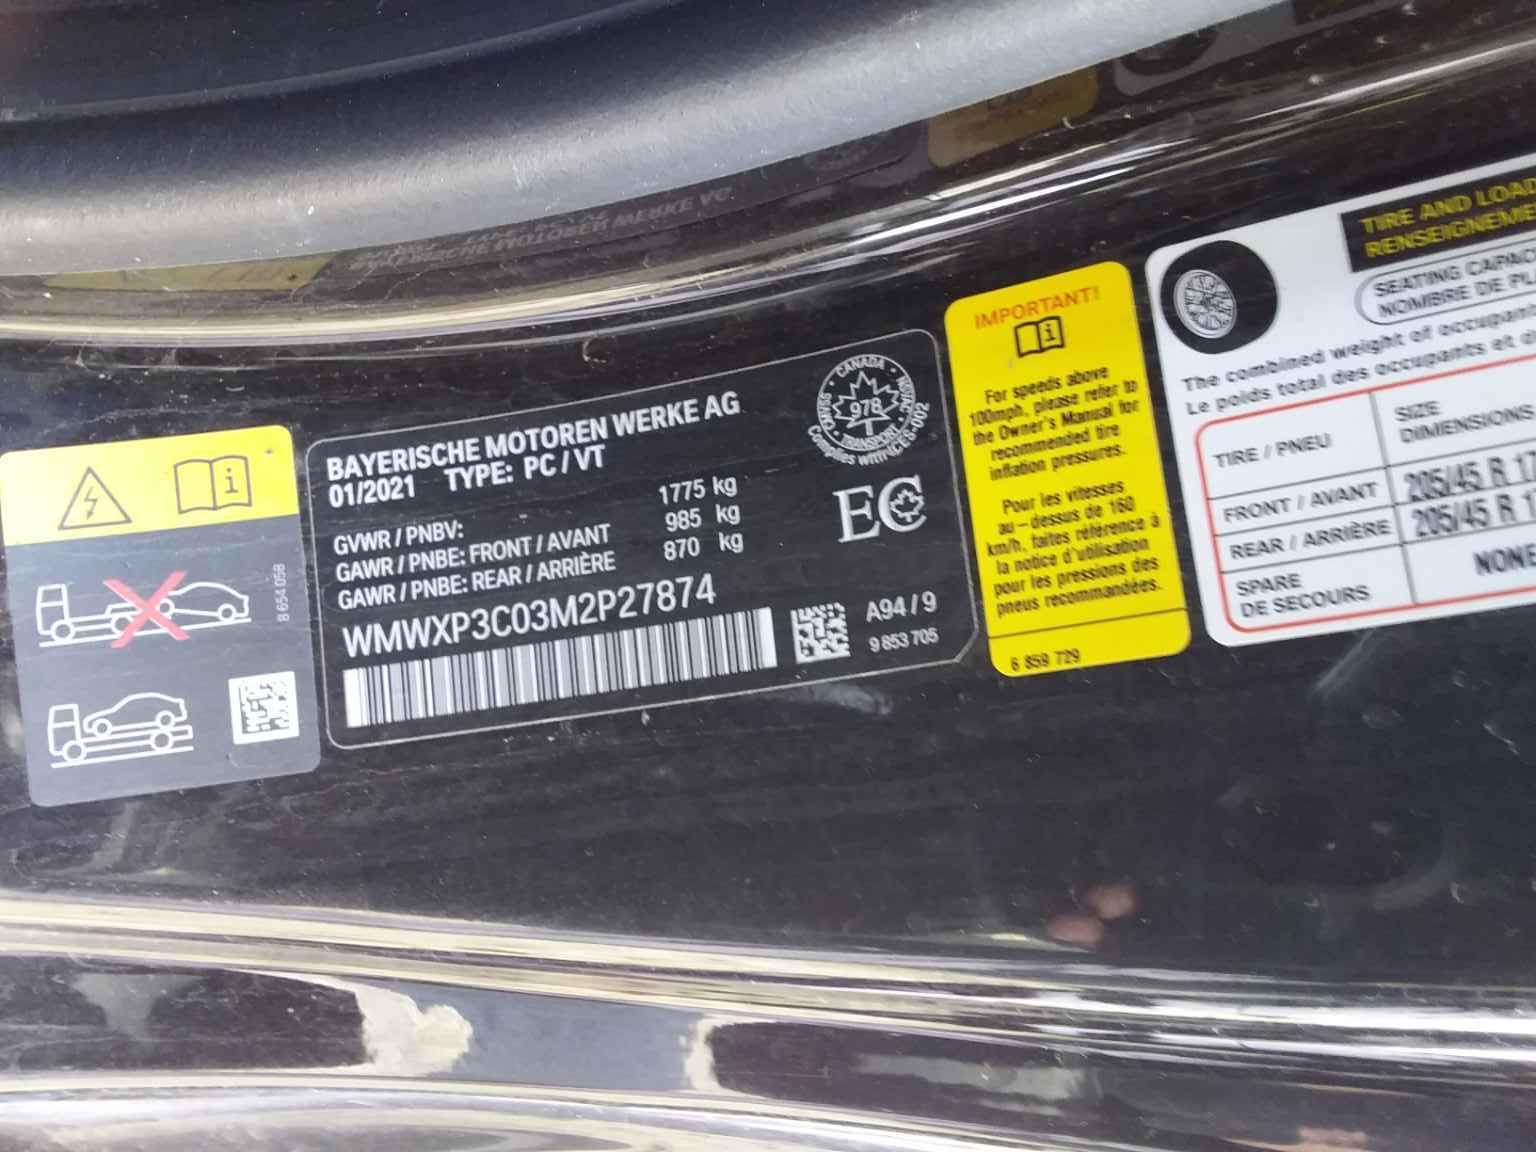 8 654 058
BAYERISCHE MOTOREN WERKE AG
01/2021 TYPE: PC / VT
GVWR / PNBV: 1775 kg
GAWR / PNBE: FRONT / AVANT 985 kg
GAWR / PNBE: REAR / ARRIÈRE 870 kg
WMWXP3C03M2P27874
CANADA
978
TRANSPORT
Complies with ICES-002
EC
A94 / 9
9 853 705
IMPORTANT!
For speeds above
100mph, please refer to
the Owner's Manual for
recommended tire
inflation pressures.
Pour les vitesses
au – dessus de 160
km/h, faites référence à
la notice d'utilisation
pour les pressions des
pneus recommandées.
6 859 729
TIRE AND LOAD
SEATING
NOMBRE DE
The combined weight of
Le poids total des occupants et
TIRE / PNEU SIZE
DIMENSIONS
FRONT / AVANT 205/45 R 17
REAR / ARRIÈRE 205/45 R
SPARE NONE
DE SECOURS